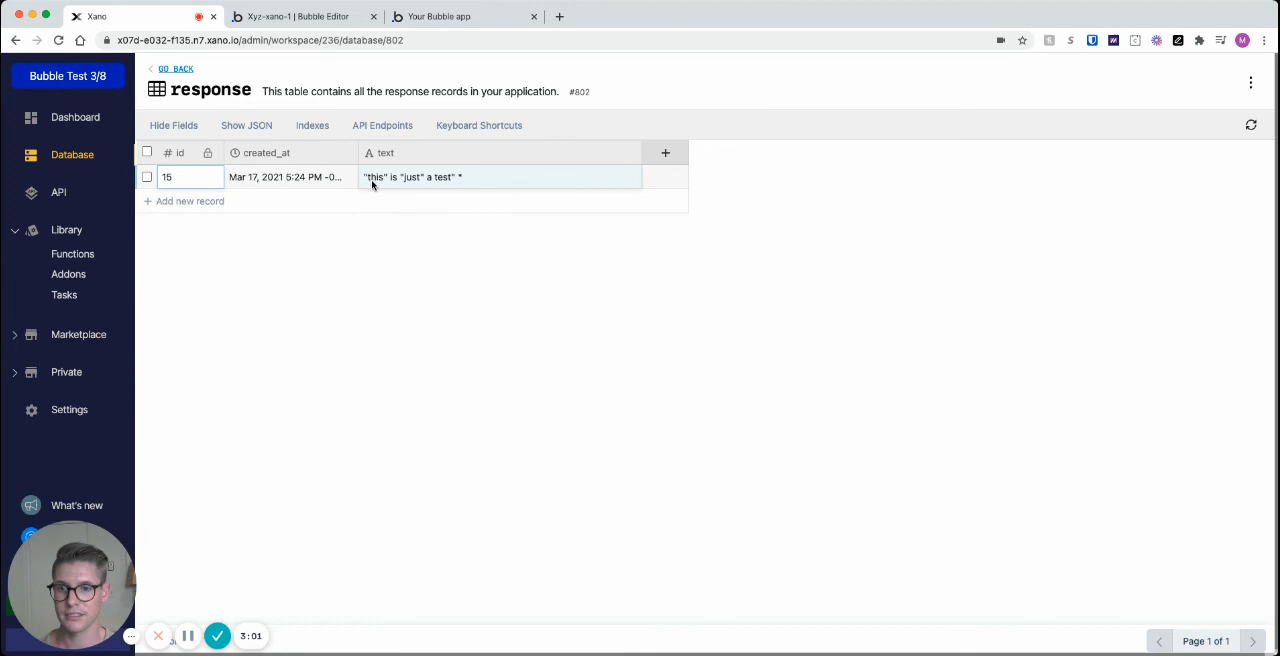 Xano
Xyz-xano-1 | Bubble Editor
Your Bubble app
x07d-e032-f135.n7.xano.io/admin/workspace/236/database/802
M
Bubble Test 3/8
GO BACK
response This table contains all the response records in your application. #802
Hide Fields Show JSON Indexes API Endpoints Keyboard Shortcuts
# id created_at A text +
15 Mar 17, 2021 5:24 PM -0... "this" is "just" a test" *
+ Add new record
Dashboard
Database
API
Library
Functions
Addons
Tasks
Marketplace
Private
Settings
What's new
3:01
Page 1 of 1